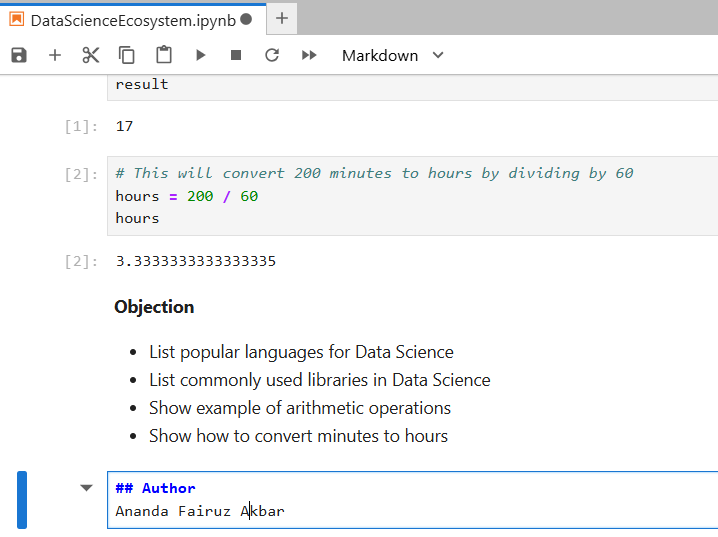 DataScienceEcosystem.ipynb
Markdown
result
[1]: 17
[2]: # This will convert 200 minutes to hours by dividing by 60
hours = 200 / 60
hours
[2]: 3.3333333333333335
Objection
• List popular languages for Data Science
• List commonly used libraries in Data Science
• Show example of arithmetic operations
• Show how to convert minutes to hours
## Author
Ananda Fairuz Akbar